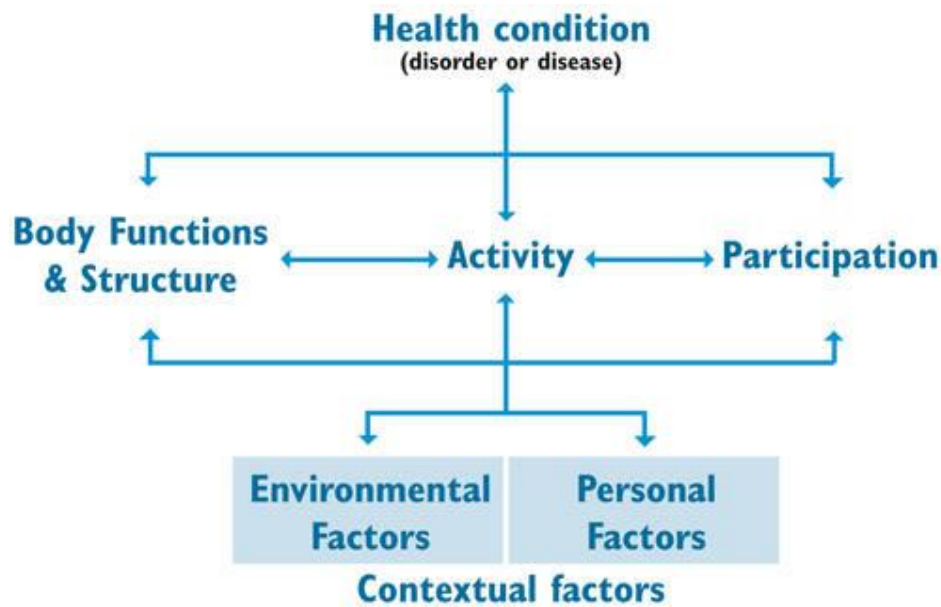 Health condition
(disorder or disease)
Body Functions
& Structure
Activity
Participation
Environmental
Factors
Personal
Factors
Contextual factors